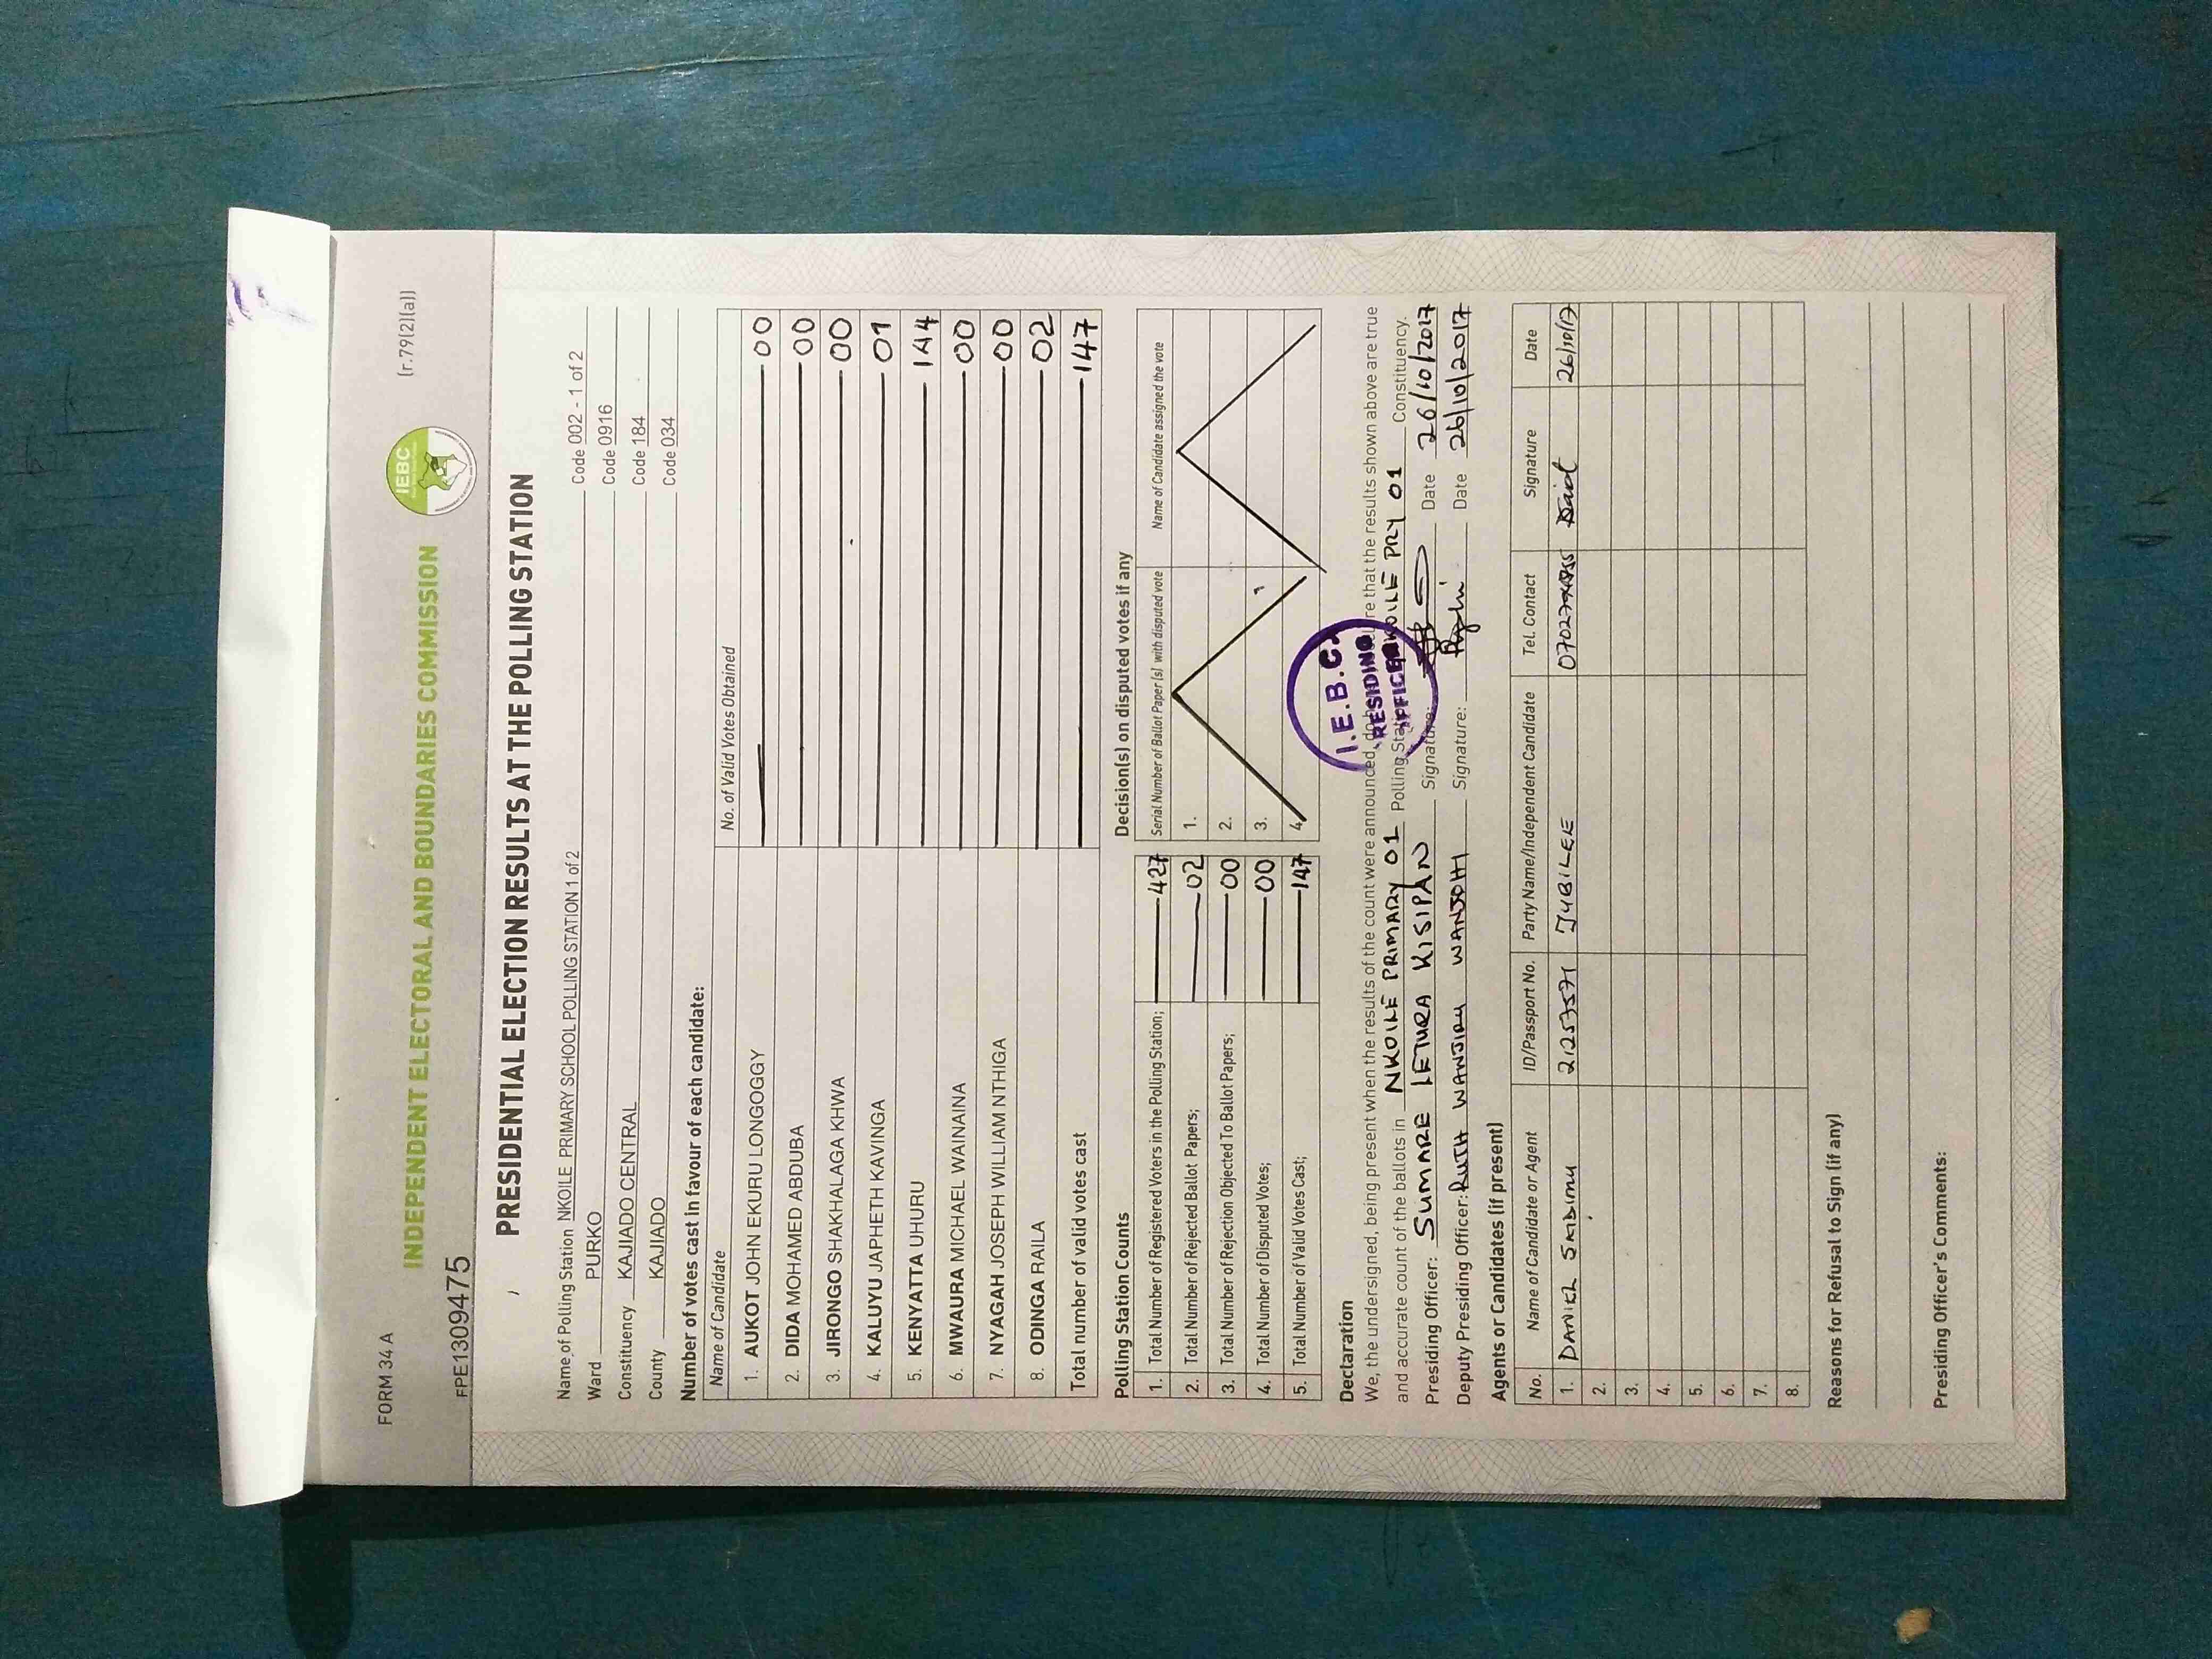 FORM 34 A
(r.79(2)(a))
INDEPENDENT ELECTORAL AND BOUNDARIES COMMISSION
IEBC
FPE1309475
PRESIDENTIAL ELECTION RESULTS AT THE POLLING STATION
Name of Polling Station NKOILE PRIMARY SCHOOL POLLING STATION 1 of 2 Code 002 - 1 of 2
Ward PURKO Code 0916
Constituency KAJIADO CENTRAL Code 184
County KAJIADO Code 034
Number of votes cast in favour of each candidate:
Name of Candidate No. of Valid Votes Obtained
1. AUKOT JOHN EKURU LONGOGGY 00
2. DIDA MOHAMED ABDUBA 00
3. JIRONGO SHAKHALAGA KHWA 00
4. KALUYU JAPHETH KAVINGA 01
5. KENYATTA UHURU 144
6. MWAURA MICHAEL WAINAINA 00
7. NYAGAH JOSEPH WILLIAM NTHIGA 00
8. ODINGA RAILA 02
Total number of valid votes cast 147
Polling Station Counts
1. Total Number of Registered Voters in the Polling Station; 427
2. Total Number of Rejected Ballot Papers; 02
3. Total Number of Rejection Objected To Ballot Papers; 00
4. Total Number of Disputed Votes; 00
5. Total Number of Valid Votes Cast; 147
Decision(s) on disputed votes if any
Serial Number of Ballot Paper (s) with disputed vote Name of Candidate assigned the vote
1.
2.
3.
4.
Declaration
We, the undersigned, being present when the results of the count were announced, do re that the results shown above are true
and accurate count of the ballots in NKOILE PRIMARY 01 Polling Stat NKOILE PRY 01 Constituency.
Presiding Officer: SUMARE LETURA KISIPAN Signature: Date 26/10/2017
Deputy Presiding Officer: RUTH WANJIRU WANJOHI Signature: Date 26/10/2017
I.E.B.C.
PRESIDING
OFFICER
Agents or Candidates (if present)
No. Name of Candidate or Agent ID/Passport No. Party Name/Independent Candidate Tel. Contact Signature Date
1. DANIEL JUBILEE 26/10/17
2.
3.
4.
5.
6.
7.
8.
Reasons for Refusal to Sign (if any)
Presiding Officer's Comments: